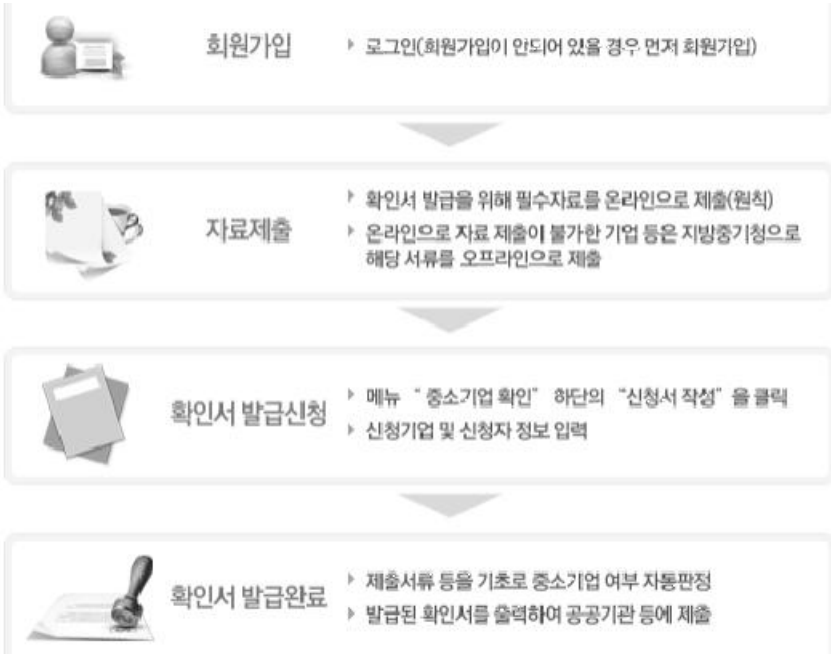 회원가입
로그인(회원가입이 안되어 있을 경우 먼저 회원가입)
자료제출
확인서 발급을 위해 필수자료를 온라인으로 제출(원칙)
온라인으로 자료 제출이 불가한 기업 등은 지방중기청으로
해당 서류를 오프라인으로 제출
확인서 발급신청
메뉴 “ 중소기업 확인” 하단의 “신청서 작성” 을 클릭
신청기업 및 신청자 정보 입력
확인서 발급완료
제출서류 등을 기초로 중소기업 여부 자동판정
발급된 확인서를 출력하여 공공기관 등에 제출